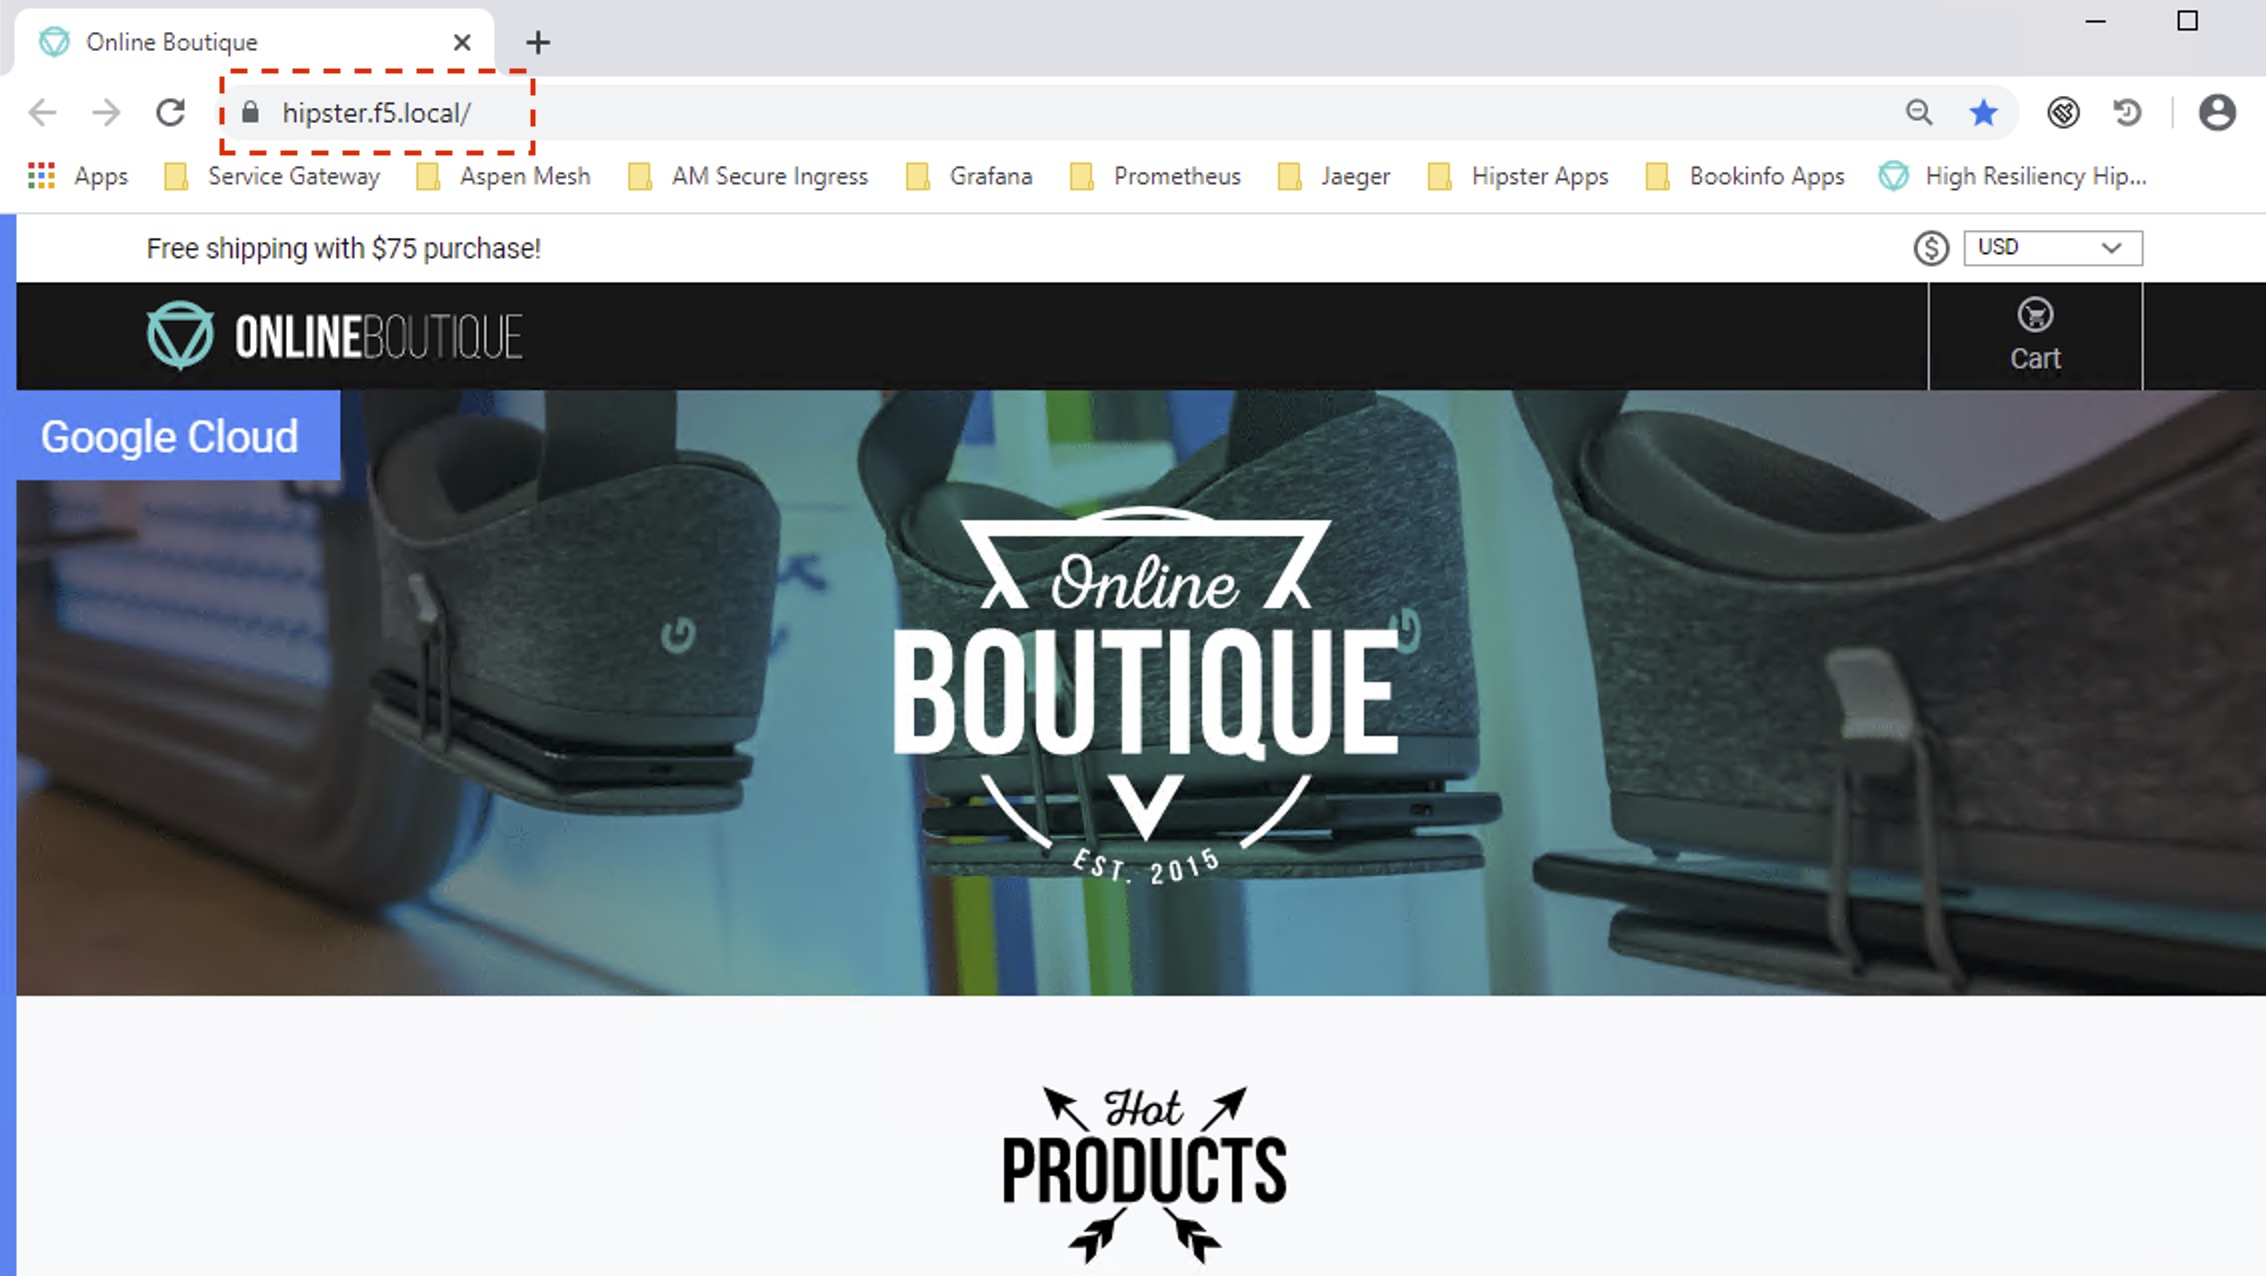 Online Boutique
hipster.f5.local/
Apps Service Gateway Aspen Mesh AM Secure Ingress Grafana Prometheus Jaeger Hipster Apps Bookinfo Apps High Resiliency Hip...
Free shipping with $75 purchase!
$ USD
ONLINEBOUTIQUE
Cart
Google Cloud
G
G
Online
BOUTIQUE
EST. 2015
Hot
PRODUCTS